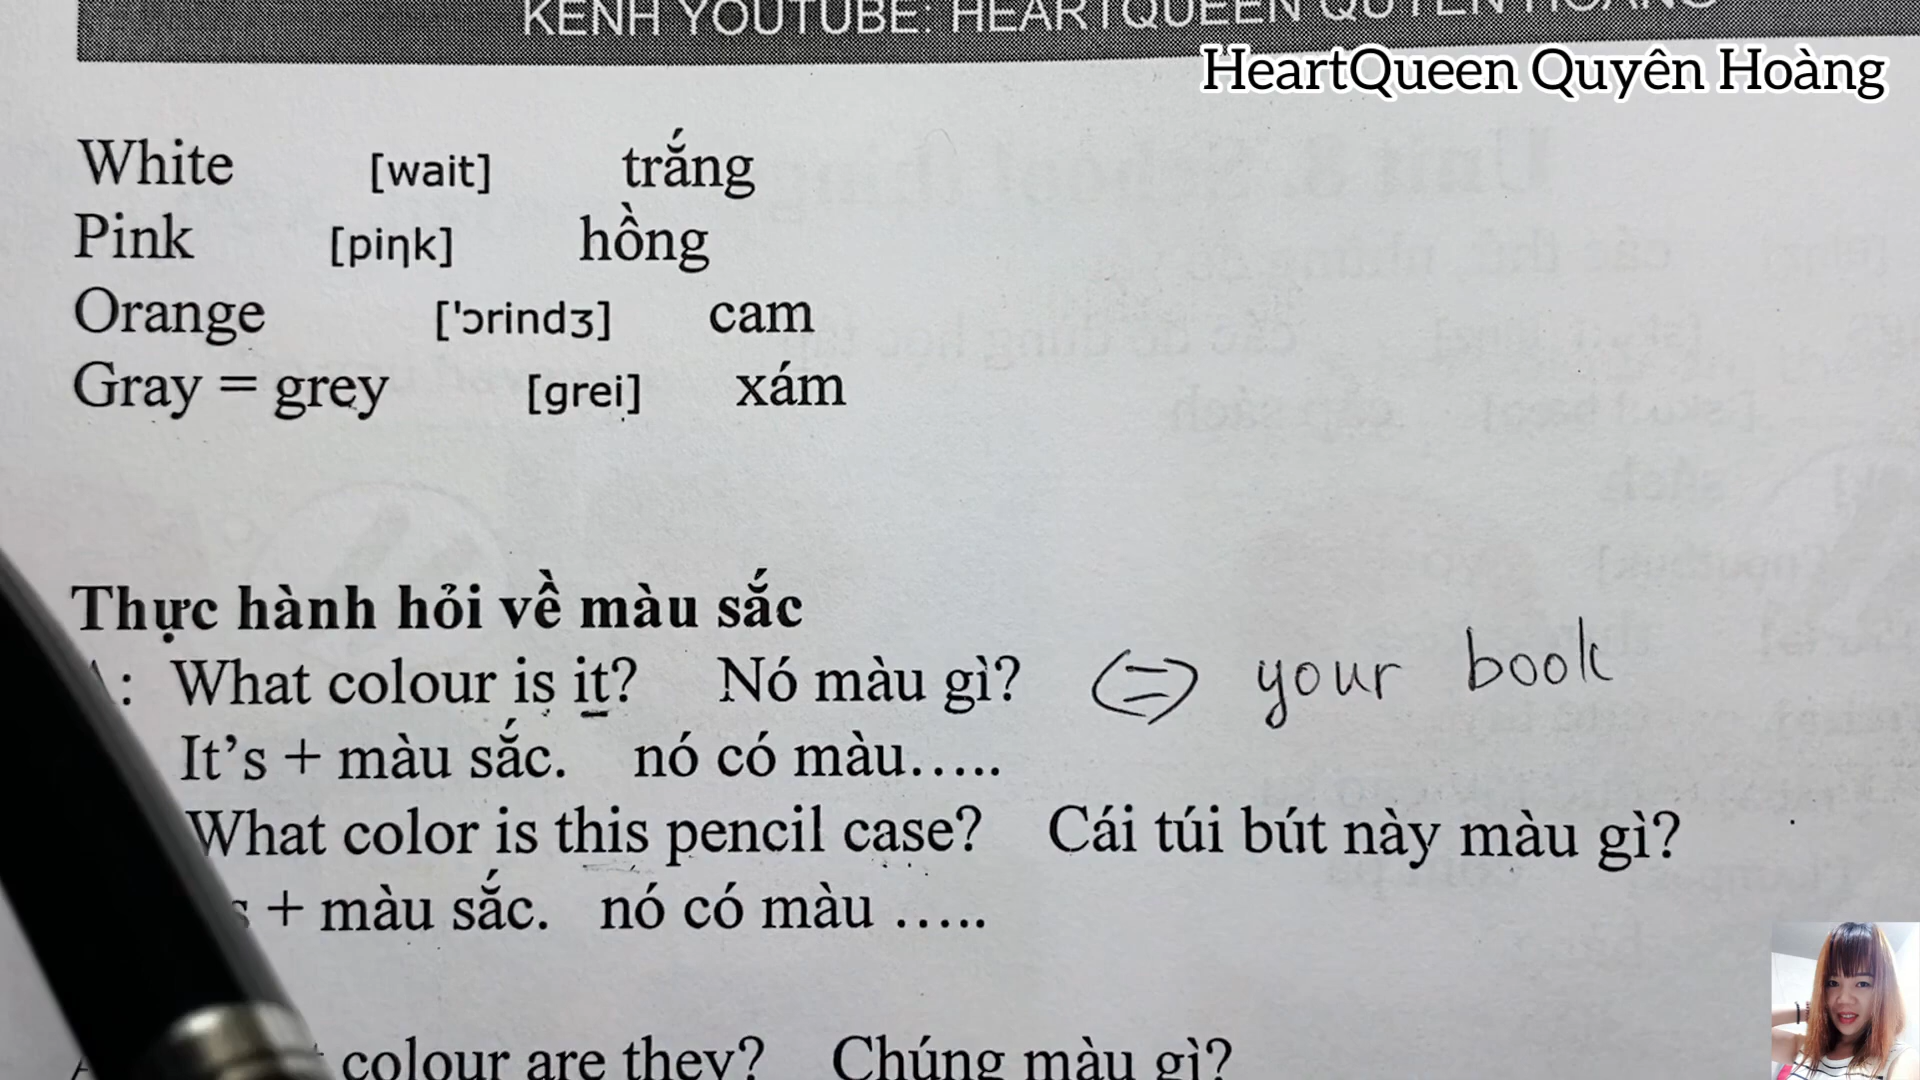 KÊNH YOUTUBE: HEARTQUEEN QUYÊN HOÀNG
HeartQueen Quyên Hoàng
White [wait] trắng
Pink [piηk] hồng
Orange ['ɔrindʒ] cam
Gray = grey [grei] xám
Thực hành hỏi về màu sắc
: What colour is it? Nó màu gì? (=) your book
It's + màu sắc. nó có màu.....
What color is this pencil case? Cái túi bút này màu gì?
s + màu sắc. nó có màu .....
colour are they? Chúng màu gì?